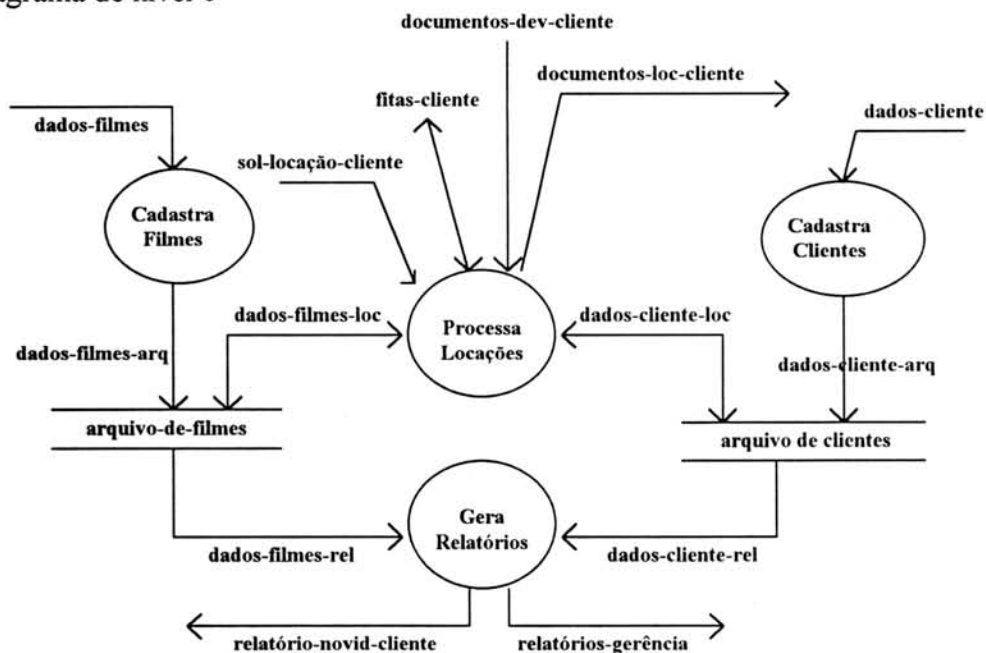 documentos-dev-cliente
documentos-loc-cliente
fitas-cliente
dados-filmes
dados-cliente
sol-locação-cliente
Cadastra
Filmes
Cadastra
Clientes
dados-filmes-loc
Processa
Locações
dados-cliente-loc
dados-filmes-arq
dados-cliente-arq
arquivo-de-filmes
arquivo de clientes
Gera
Relatórios
dados-filmes-rel
dados-cliente-rel
relatório-novid-cliente
relatórios-gerência